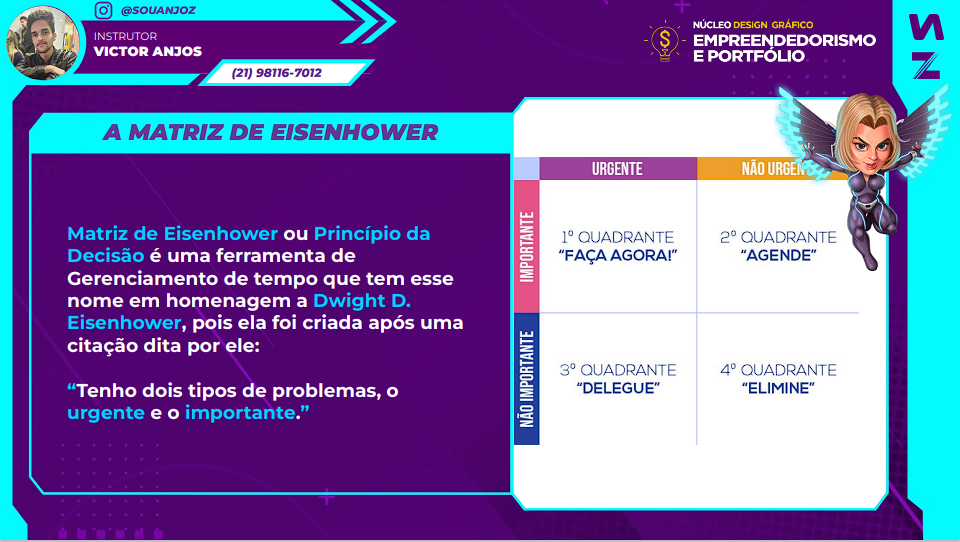 @SOUANJOZ
INSTRUTOR
VICTOR ANJOS
(21) 98116-7012
NÚCLEO DESIGN GRÁFICO
EMPREENDEDORISMO
E PORTFÓLIO
A MATRIZ DE EISENHOWER
Matriz de Eisenhower ou Princípio da
Decisão é uma ferramenta de
Gerenciamento de tempo que tem esse
nome em homenagem a Dwight D.
Eisenhower, pois ela foi criada após uma
citação dita por ele:
“Tenho dois tipos de problemas, o
urgente e o importante.”
URGENTE
NÃO URGEN
IMPORTANTE
1º QUADRANTE
“FAÇA AGORA!”
2º QUADRANTE
“AGENDE”
NÃO IMPORTANTE
3º QUADRANTE
“DELEGUE”
4º QUADRANTE
“ELIMINE”